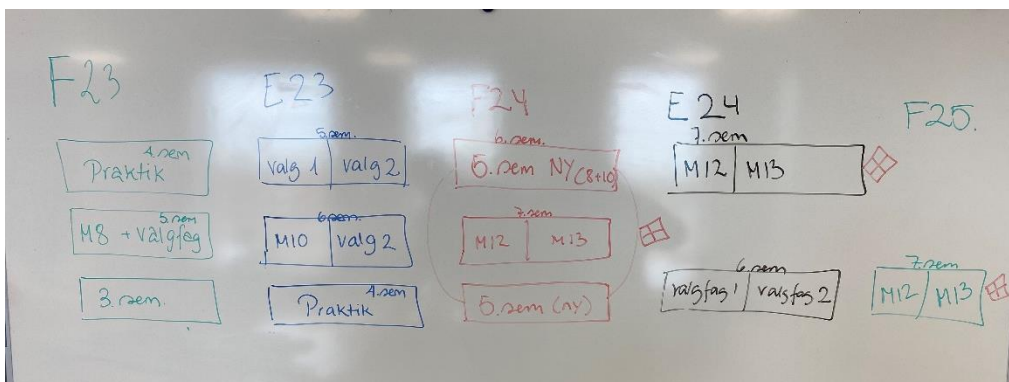 F23
4.sem
Praktik
5.sem
M8 + valgfag
3. sem.
E23
5.sem.
valg 1 valg 2
6.sem.
M10 valg 2
4.sem
Praktik
F24
6.sem.
5.sem NY (8+10)
7.sem
M12 M13
5.sem (ny)
E24
7.sem
M12 M13
6.sem
valgfag 1 valgfag 2
F25.
7.sem
M12 M13